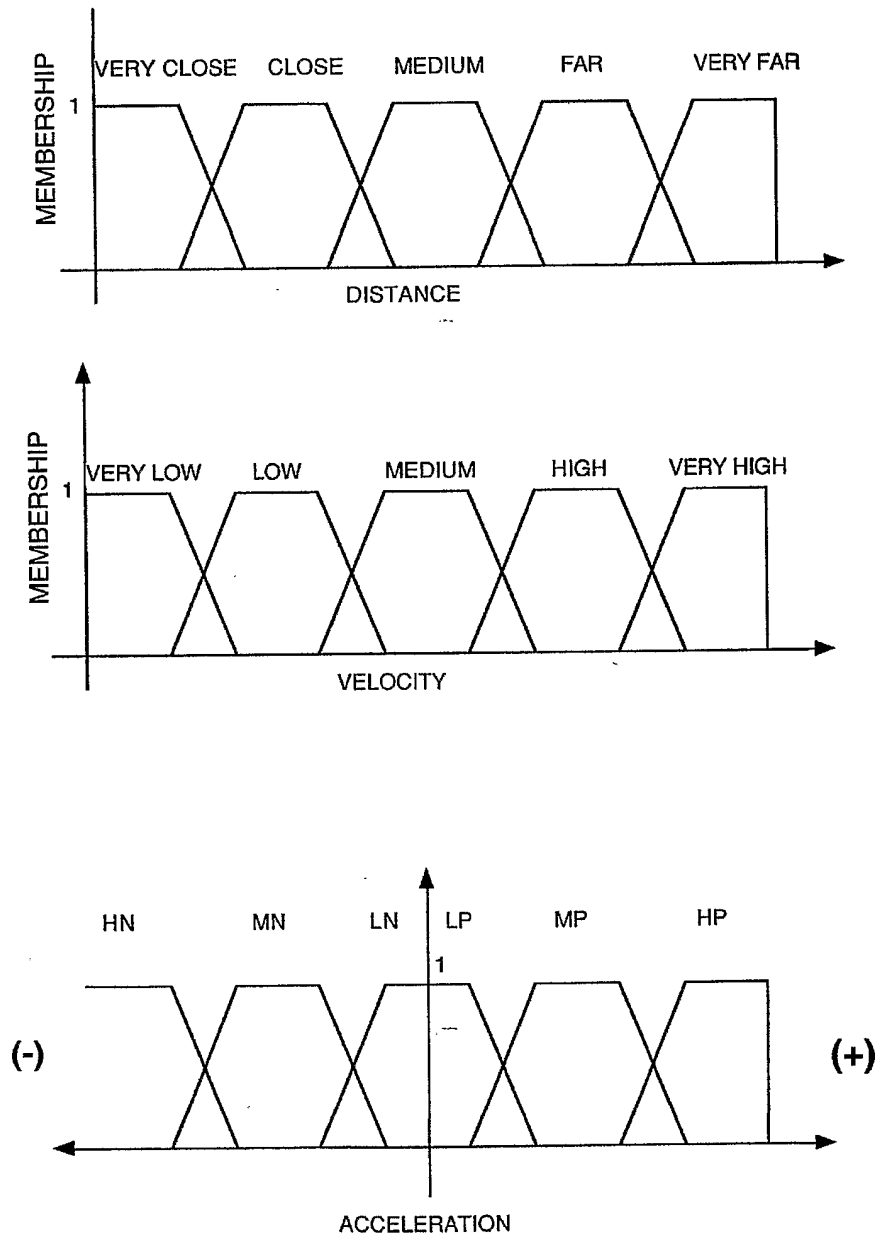 VERY CLOSE CLOSE MEDIUM FAR VERY FAR
MEMBERSHIP
1
DISTANCE
VERY LOW LOW MEDIUM HIGH VERY HIGH
MEMBERSHIP
1
VELOCITY
HN MN LN LP MP HP
1
(-) (+)
ACCELERATION